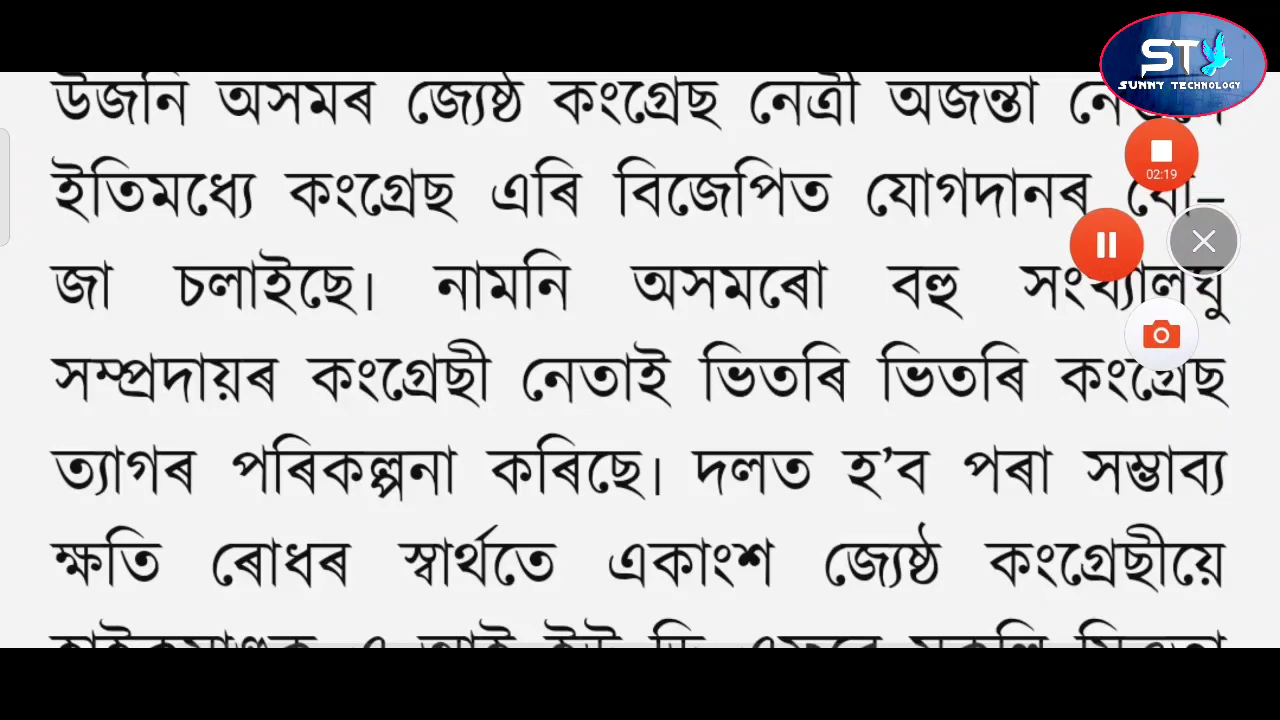 ST
SUNNY TECHNOLOGY
উজনি অসমৰ জ্যেষ্ঠ কংগ্ৰেছ নেত্ৰী অজন্তা
02:19
ইতিমধ্যে কংগ্ৰেছ এৰি বিজেপিত যোগদানৰ যো–
জা চলাইছে। নামনি অসমৰো বহু সংখ্যালঘু
সম্প্ৰদায়ৰ কংগ্ৰেছী নেতাই ভিতৰি ভিতৰি কংগ্ৰেছ
ত্যাগৰ পৰিকল্পনা কৰিছে। দলত হ’ব পৰা সম্ভাব্য
ক্ষতি ৰোধৰ স্বাৰ্থতে একাংশ জ্যেষ্ঠ কংগ্ৰেছীয়ে